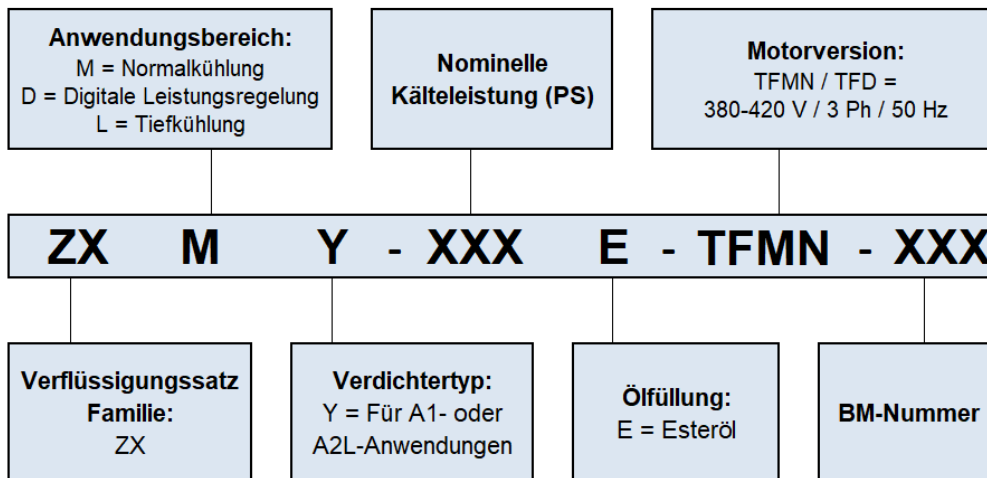 Anwendungsbereich:
M = Normalkühlung
D = Digitale Leistungsregelung
L = Tiefkühlung
Nominelle
Kälteleistung (PS)
Motorversion:
TFMN / TFD =
380-420 V / 3 Ph / 50 Hz
ZX M Y - XXX E - TFMN - XXX
Verflüssigungssatz
Familie:
ZX
Verdichtertyp:
Y = Für A1- oder
A2L-Anwendungen
Ölfüllung:
E = Esteröl
BM-Nummer